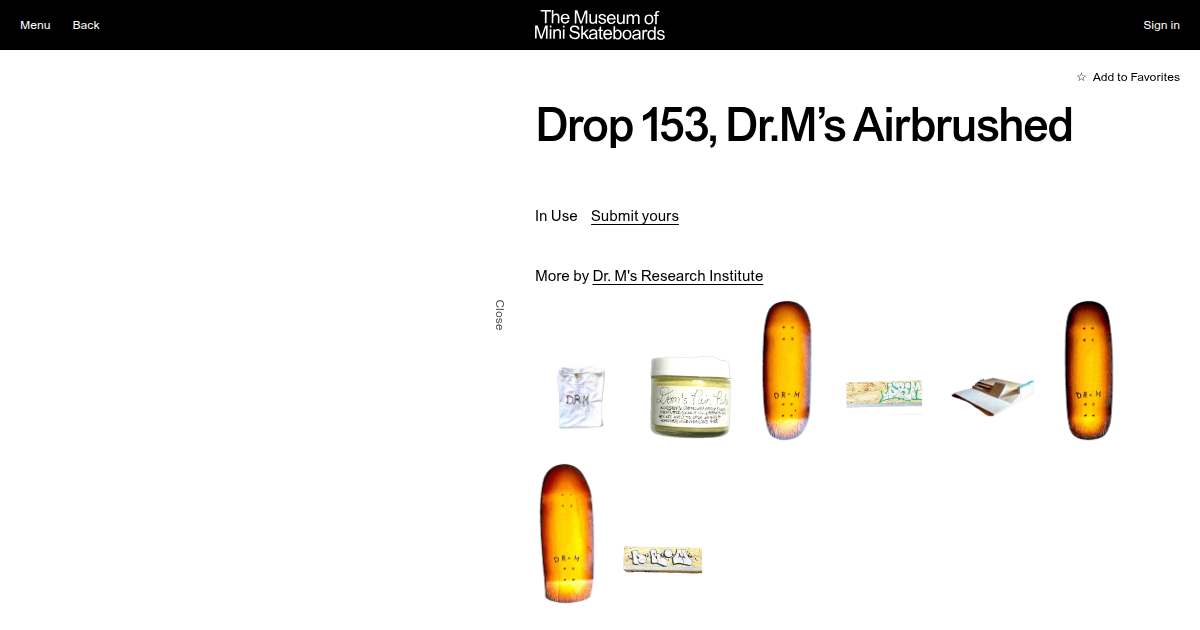 Menu
Back
The Museum of
Mini Skateboards
Sign in
☆ Add to Favorites
Drop 153, Dr.M’s Airbrushed
In Use
Submit yours
More by Dr. M's Research Institute
Close
DRM
DR·M
DR·M
DR·M